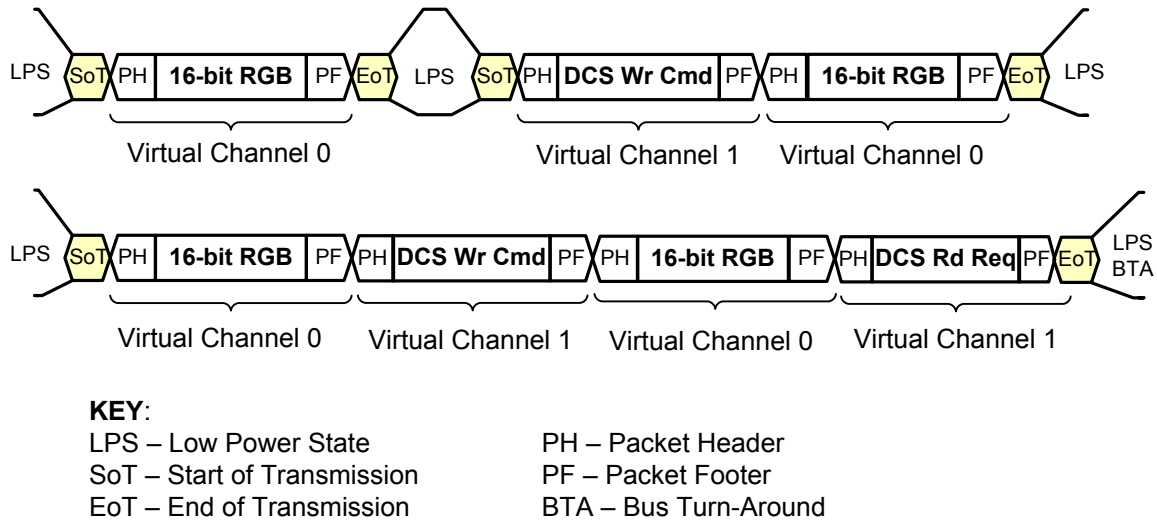 LPS SoT PH 16-bit RGB PF EoT LPS SoT PH DCS Wr Cmd PF PH 16-bit RGB PF EoT LPS
Virtual Channel 0 Virtual Channel 1 Virtual Channel 0
LPS SoT PH 16-bit RGB PF PH DCS Wr Cmd PF PH 16-bit RGB PF PH DCS Rd Req PF EoT LPS
BTA
Virtual Channel 0 Virtual Channel 1 Virtual Channel 0 Virtual Channel 1
KEY:
LPS – Low Power State PH – Packet Header
SoT – Start of Transmission PF – Packet Footer
EoT – End of Transmission BTA – Bus Turn-Around